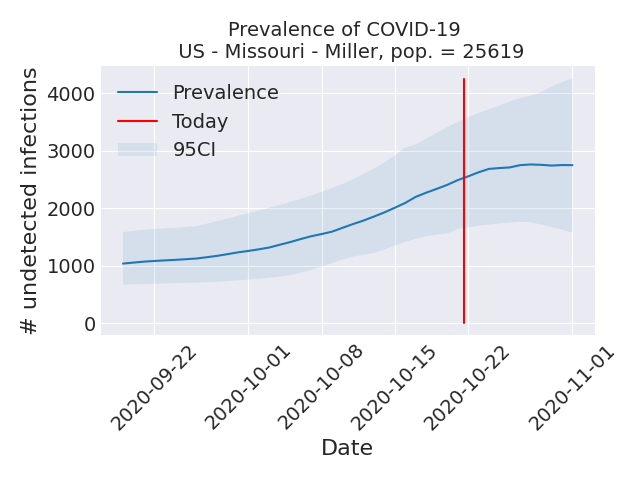 Prevalence of COVID-19
US - Missouri - Miller, pop. = 25619
# undetected infections
4000
3000
2000
1000
0
Prevalence
Today
95CI
2020-09-22
2020-10-01
2020-10-08
2020-10-15
2020-10-22
2020-11-01
Date